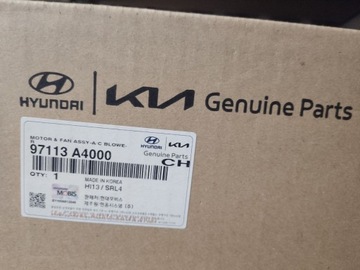 HYUNDAI KIA Genuine Parts
MOTOR & FAN ASSY-A/C BLOWE
R
97113 A4000
HYUNDAI KIA
Genuine Parts
CH
QTY: 1
MADE IN KOREA
HI13 / SRL4
MOBIS